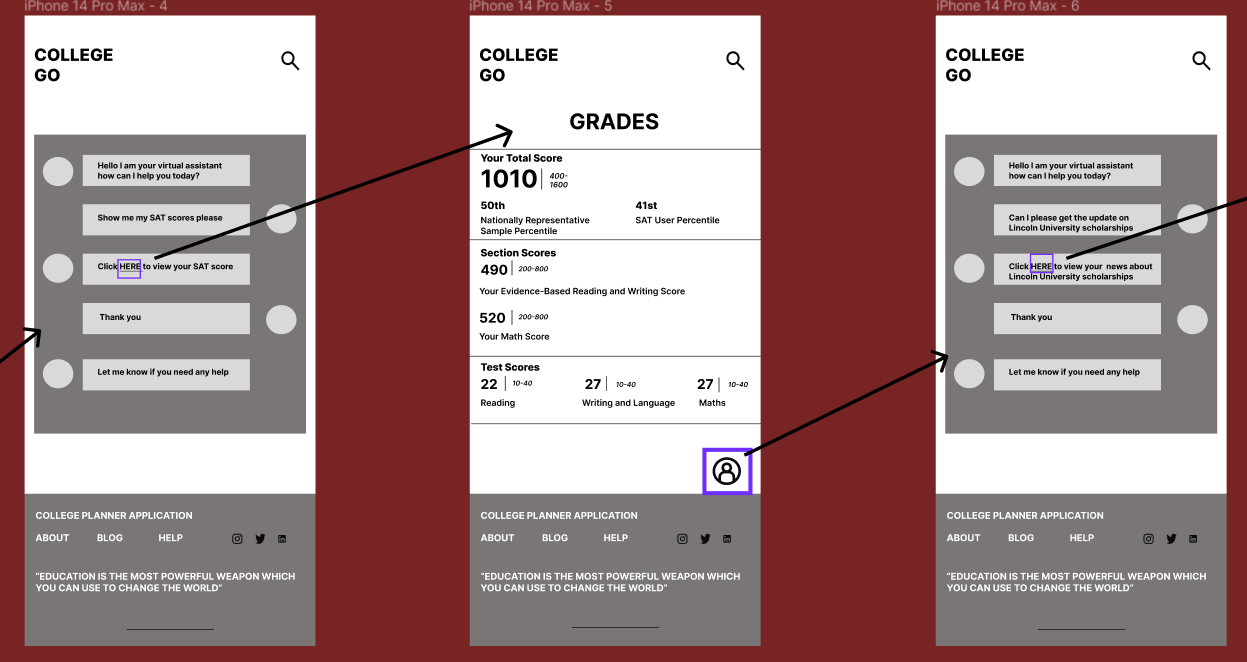 iPhone 14 Pro Max - 4
COLLEGE
GO
Hello I am your virtual assistant
how can I help you today?
Show me my SAT scores please
Click HERE to view your SAT score
Thank you
Let me know if you need any help
COLLEGE PLANNER APPLICATION
ABOUT BLOG HELP
“EDUCATION IS THE MOST POWERFUL WEAPON WHICH
YOU CAN USE TO CHANGE THE WORLD”
iPhone 14 Pro Max - 5
COLLEGE
GO
GRADES
Your Total Score
1010 400-
1600
50th 41st
Nationally Representative SAT User Percentile
Sample Percentile
Section Scores
490 200-800
Your Evidence-Based Reading and Writing Score
520 200-800
Your Math Score
Test Scores
22 10-40 27 10-40 27 10-40
Reading Writing and Language Maths
COLLEGE PLANNER APPLICATION
ABOUT BLOG HELP
“EDUCATION IS THE MOST POWERFUL WEAPON WHICH
YOU CAN USE TO CHANGE THE WORLD”
iPhone 14 Pro Max - 6
COLLEGE
GO
Hello I am your virtual assistant
how can I help you today?
Can I please get the update on
Lincoln University scholarships
Click HERE to view your news about
Lincoln University scholarships
Thank you
Let me know if you need any help
COLLEGE PLANNER APPLICATION
ABOUT BLOG HELP
“EDUCATION IS THE MOST POWERFUL WEAPON WHICH
YOU CAN USE TO CHANGE THE WORLD”